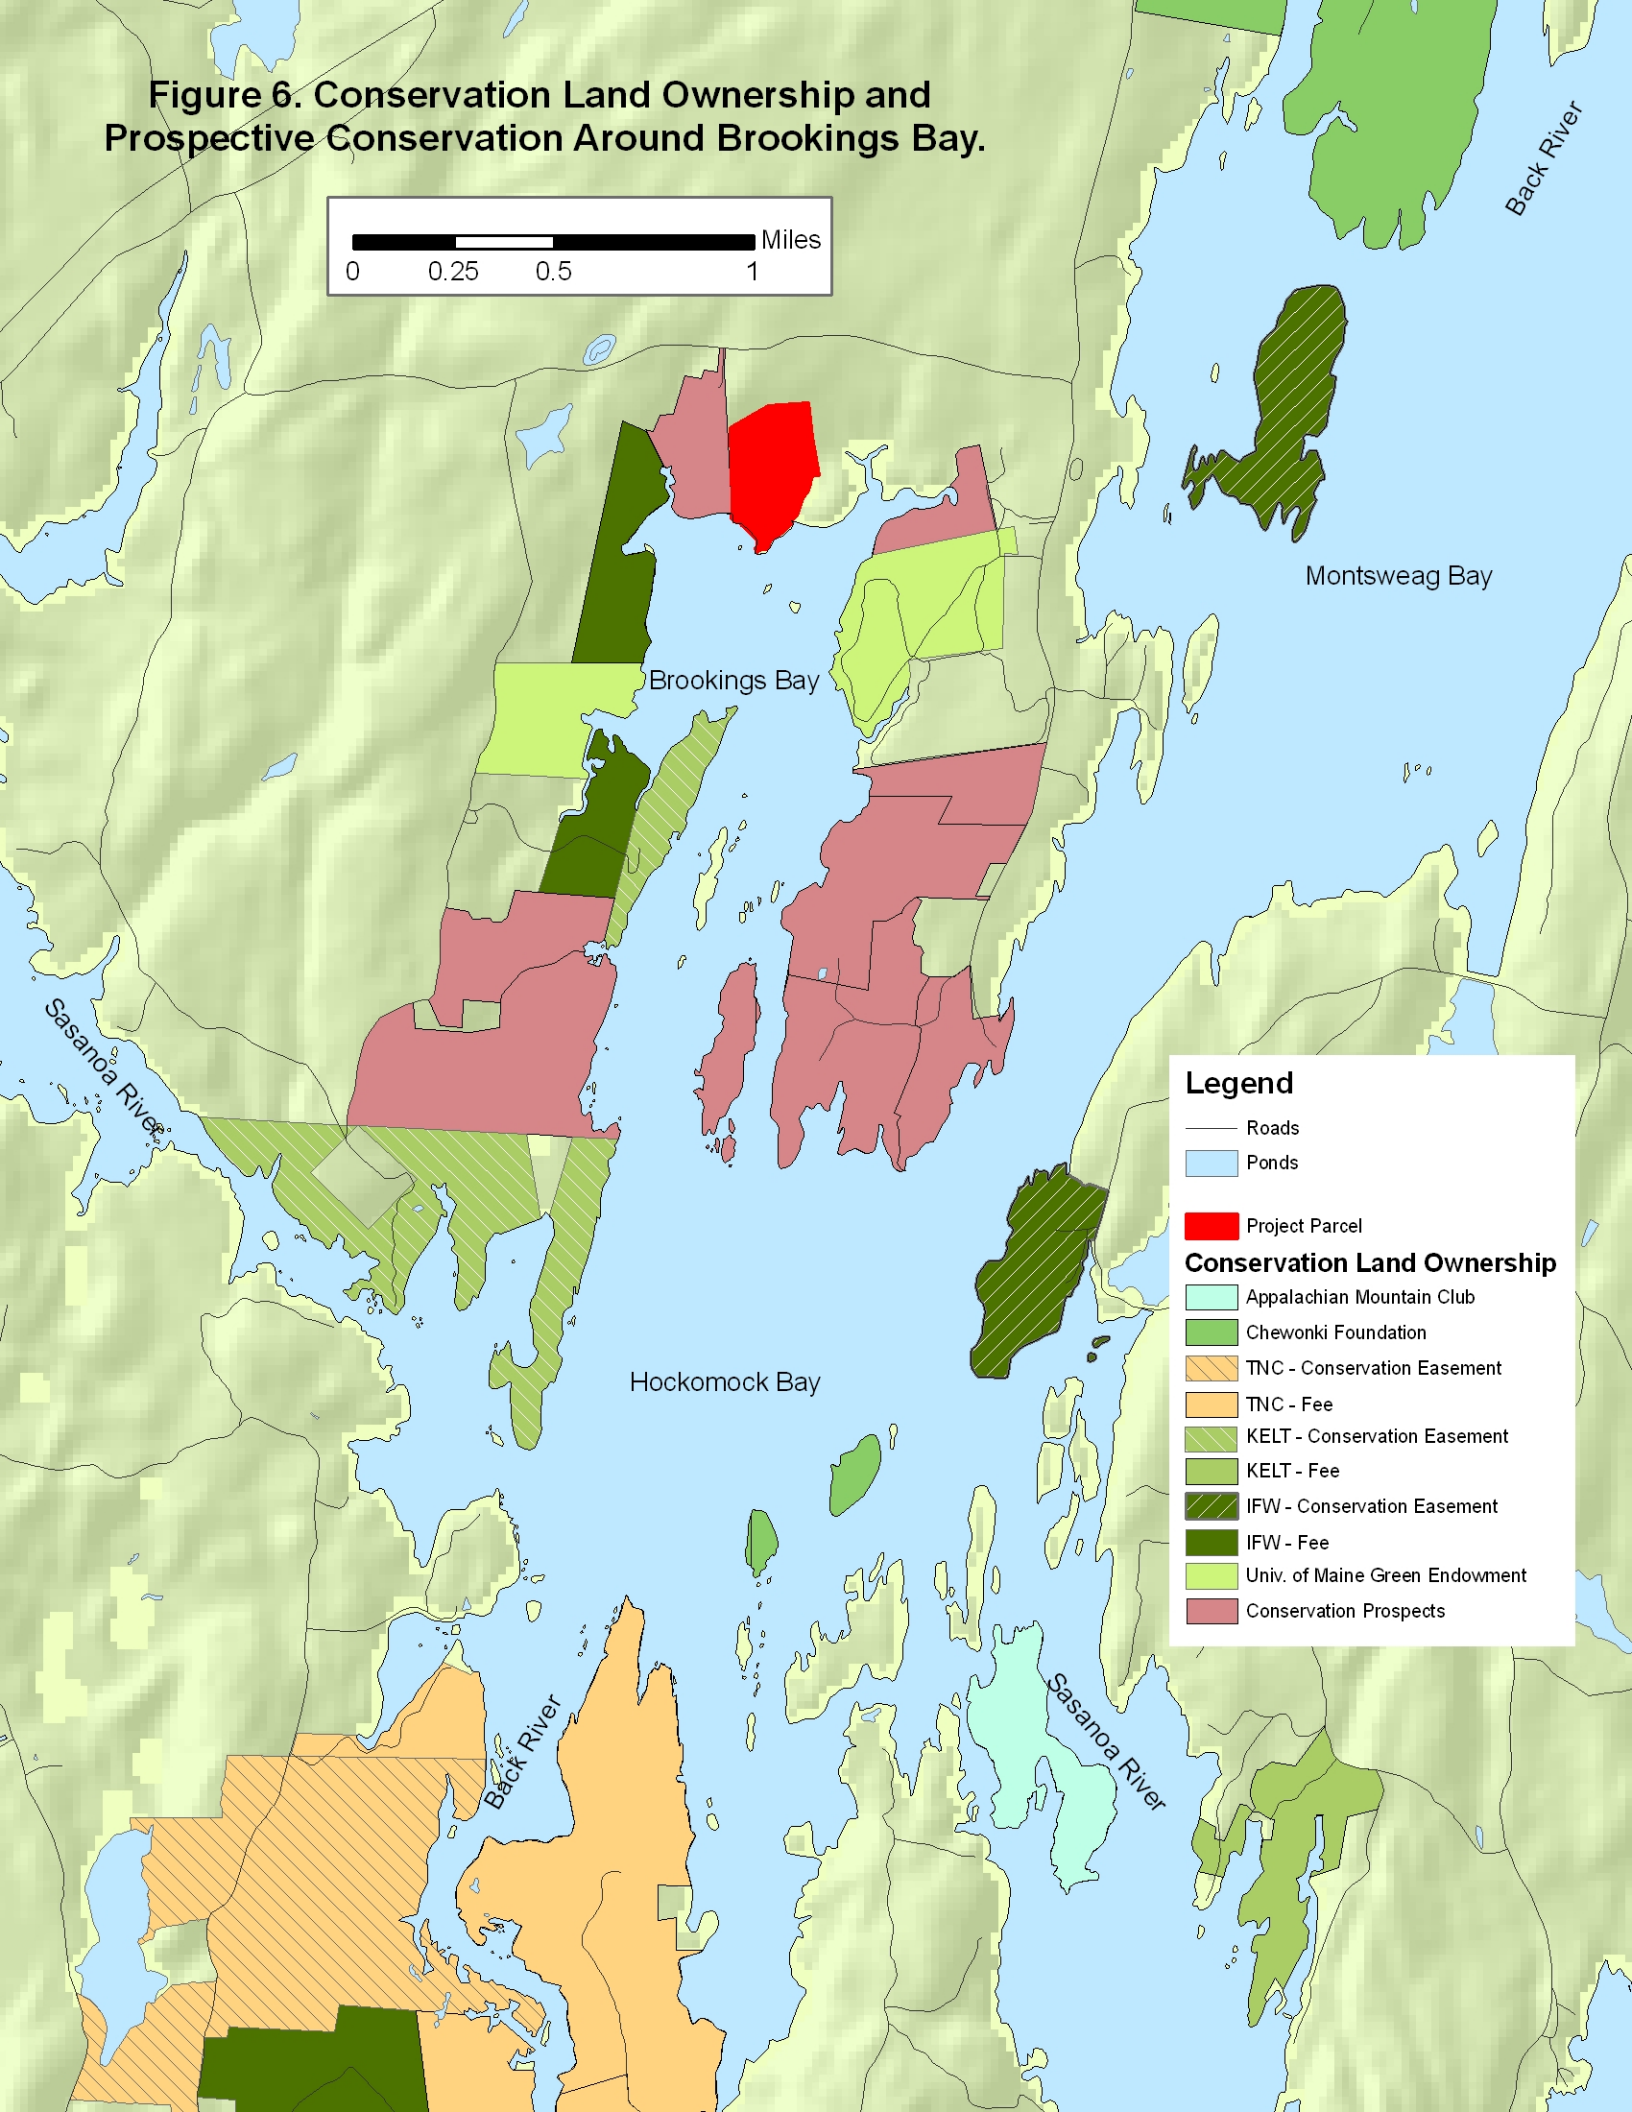 Figure 6. Conservation Land Ownership and
Prospective Conservation Around Brookings Bay.
Miles
0 0.25 0.5 1
Back River
Montsweag Bay
Brookings Bay
Sasanoa River
Hockomock Bay
Back River
Sasanoa River
Legend
Roads
Ponds
Project Parcel
Conservation Land Ownership
Appalachian Mountain Club
Chewonki Foundation
TNC - Conservation Easement
TNC - Fee
KELT - Conservation Easement
KELT - Fee
IFW - Conservation Easement
IFW - Fee
Univ. of Maine Green Endowment
Conservation Prospects